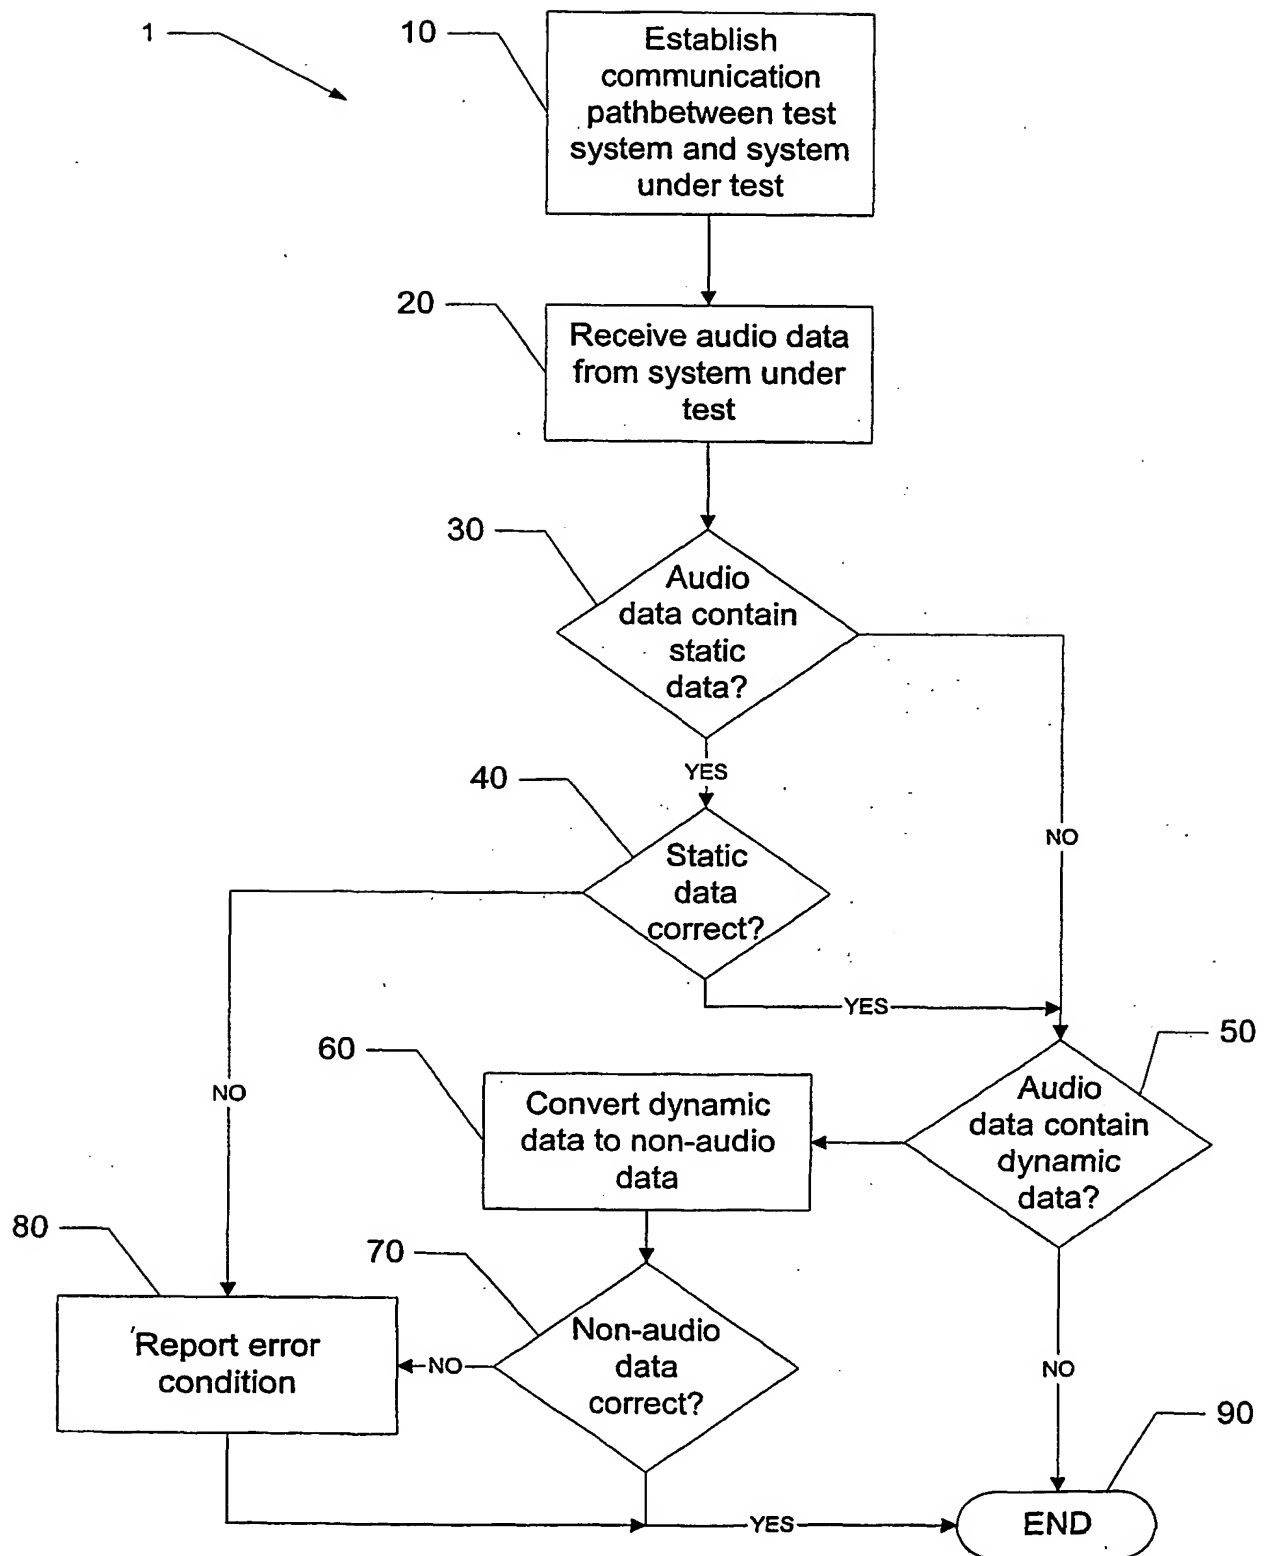 1
10
Establish
communication
pathbetween test
system and system
under test
20
Receive audio data
from system under
test
30
Audio
data contain
static
data?
YES
NO
40
Static
data
correct?
NO
YES
50
Audio
data contain
dynamic
data?
60
Convert dynamic
data to non-audio
data
70
Non-audio
data
correct?
NO
80
Report error
condition
NO
90
YES
END